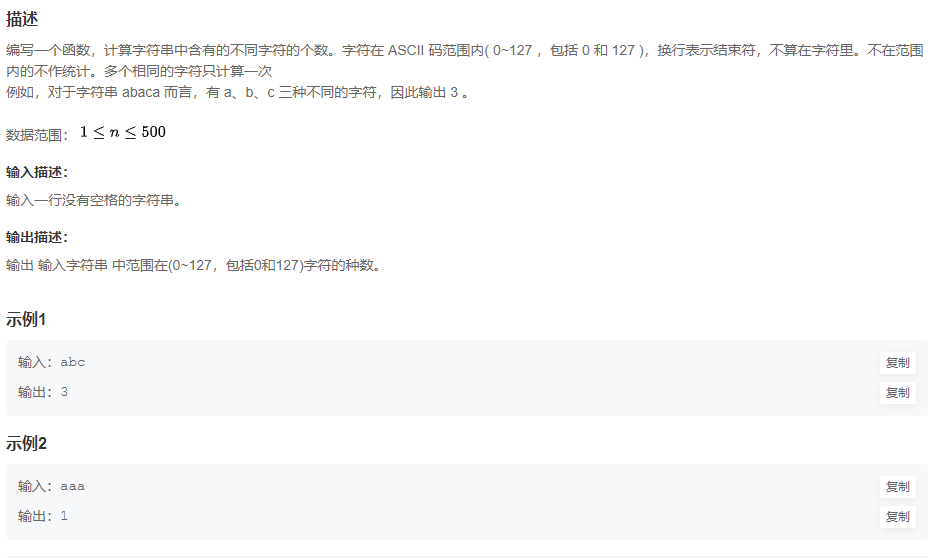 描述
编写一个函数，计算字符串中含有的不同字符的个数。字符在 ASCII 码范围内( 0~127 ，包括 0 和 127 )，换行表示结束符，不算在字符里。不在范围
内的不作统计。多个相同的字符只计算一次
例如，对于字符串 abaca 而言，有 a、b、c 三种不同的字符，因此输出 3 。
数据范围： 1 ≤ n ≤ 500
输入描述：
输入一行没有空格的字符串。
输出描述：
输出 输入字符串 中范围在(0~127，包括0和127)字符的种数。
示例1
输入：abc 复制
输出：3 复制
示例2
输入：aaa 复制
输出：1 复制